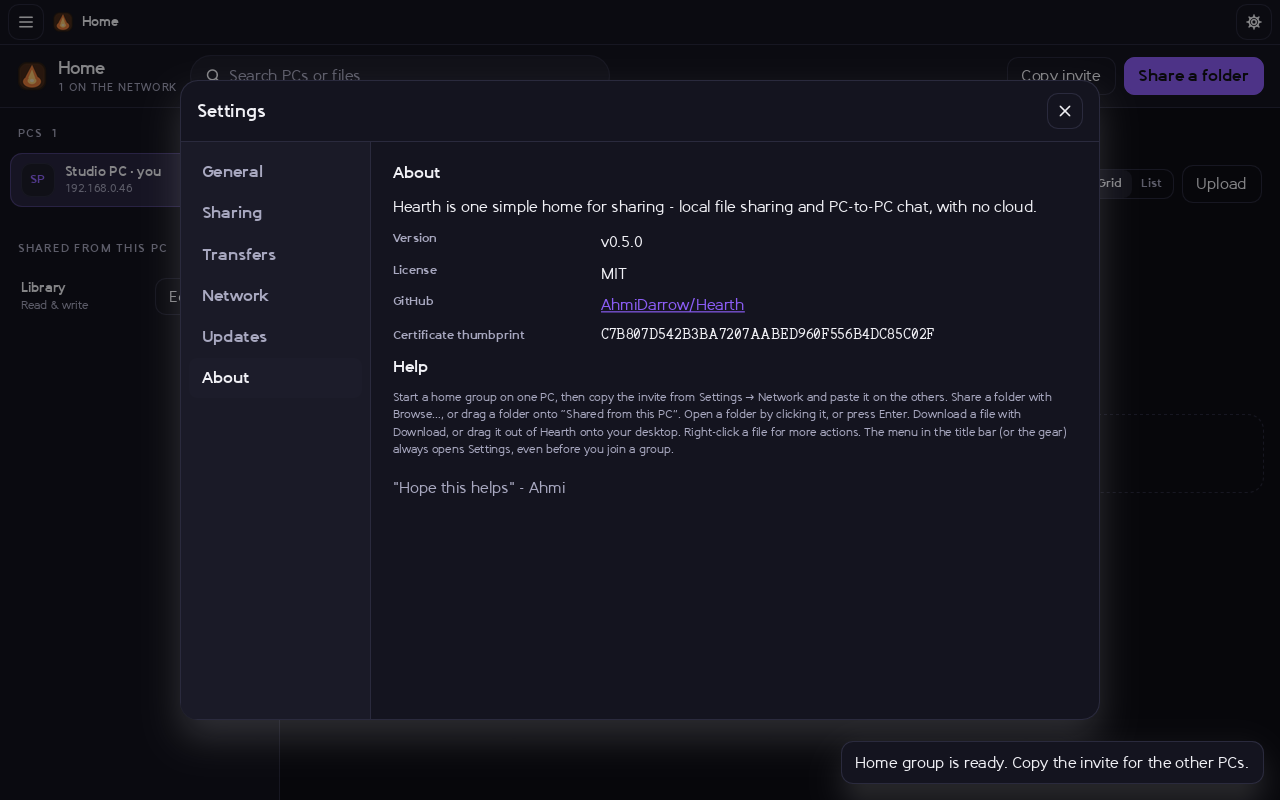 Home
Home
1 ON THE NETWORK
Search PCs or files
Copy invite
Share a folder
Settings
PCS 1
SP
Studio PC · you
192.168.0.46
Grid
List
Upload
SHARED FROM THIS PC
Library
Read & write
General
Sharing
Transfers
Network
Updates
About
About
Hearth is one simple home for sharing - local file sharing and PC-to-PC chat, with no cloud.
Version
v0.5.0
License
MIT
GitHub
AhmiDarrow/Hearth
Certificate thumbprint
C7B807D542B3BA7207AABED960F556B4DC85C02F
Help
Start a home group on one PC, then copy the invite from Settings → Network and paste it on the others. Share a folder with
Browse..., or drag a folder onto "Shared from this PC". Open a folder by clicking it, or press Enter. Download a file with
Download, or drag it out of Hearth onto your desktop. Right-click a file for more actions. The menu in the title bar (or the gear)
always opens Settings, even before you join a group.
"Hope this helps" - Ahmi
Home group is ready. Copy the invite for the other PCs.